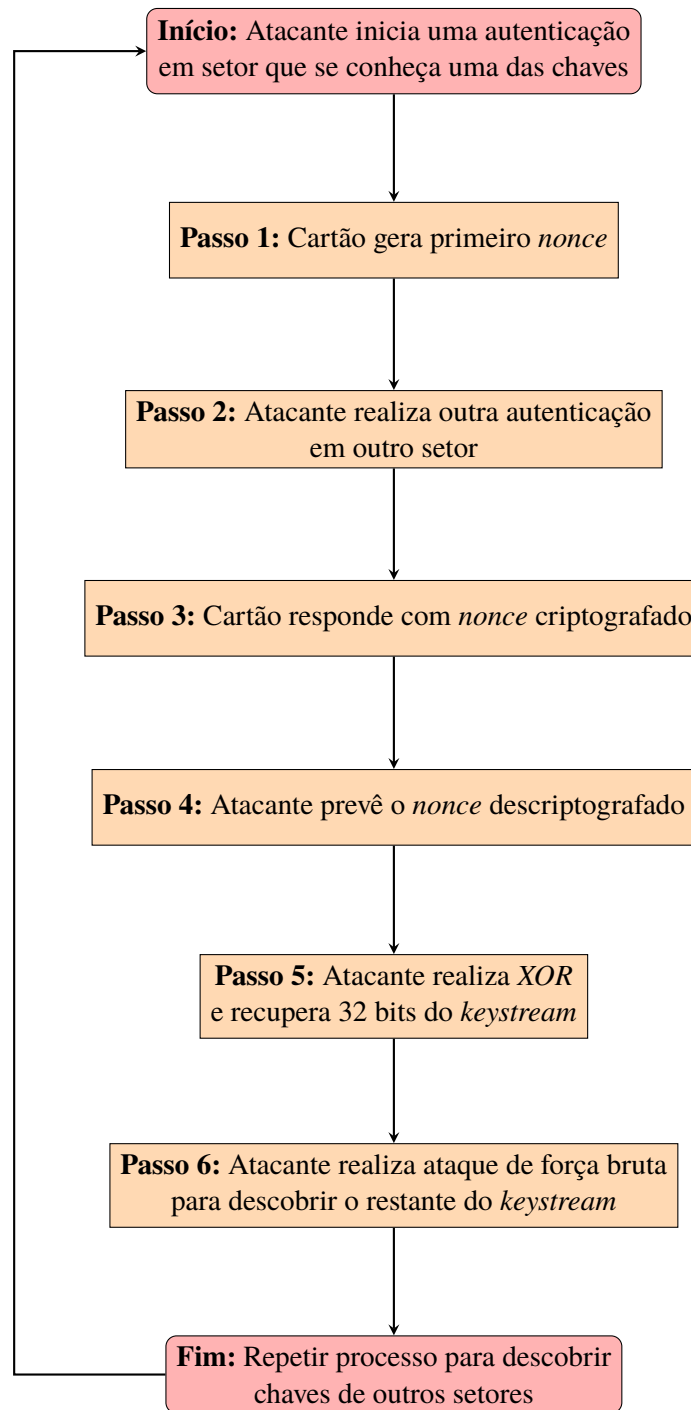 Início: Atacante inicia uma autenticação
em setor que se conheça uma das chaves
Passo 1: Cartão gera primeiro nonce
Passo 2: Atacante realiza outra autenticação
em outro setor
Passo 3: Cartão responde com nonce criptografado
Passo 4: Atacante prevê o nonce descriptografado
Passo 5: Atacante realiza XOR
e recupera 32 bits do keystream
Passo 6: Atacante realiza ataque de força bruta
para descobrir o restante do keystream
Fim: Repetir processo para descobrir
chaves de outros setores